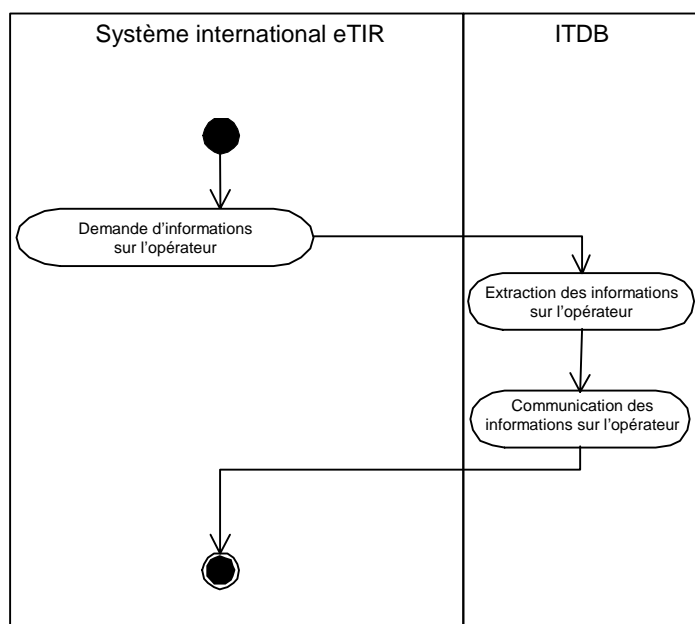 Système international eTIR
ITDB
Demande d'informations
sur l'opérateur
Extraction des informations
sur l'opérateur
Communication des
informations sur l'opérateur